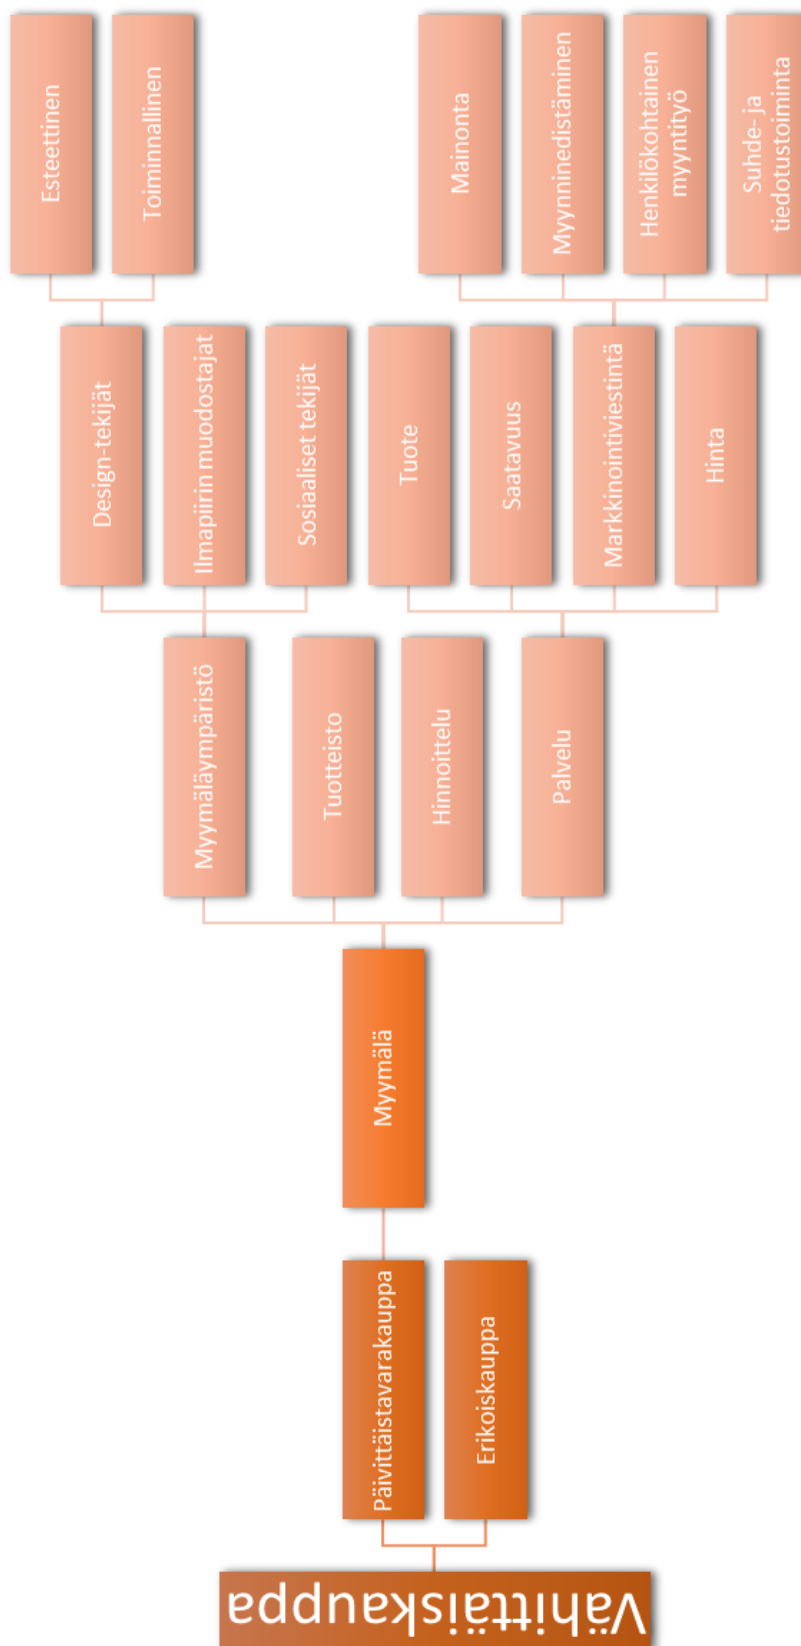 Vähittäiskauppa
Päivittäistavarakauppa
Erikoiskauppa
Myymälä
Myymäläympäristö
Tuotteisto
Hinnoittelu
Palvelu
Design-tekijät
Ilmapiirin muodostajat
Sosiaaliset tekijät
Tuote
Saatavuus
Markkinointiviestintä
Hinta
Esteettinen
Toiminnallinen
Mainonta
Myynninedistäminen
Henkilökohtainen
myyntityö
Suhde- ja
tiedotustoiminta